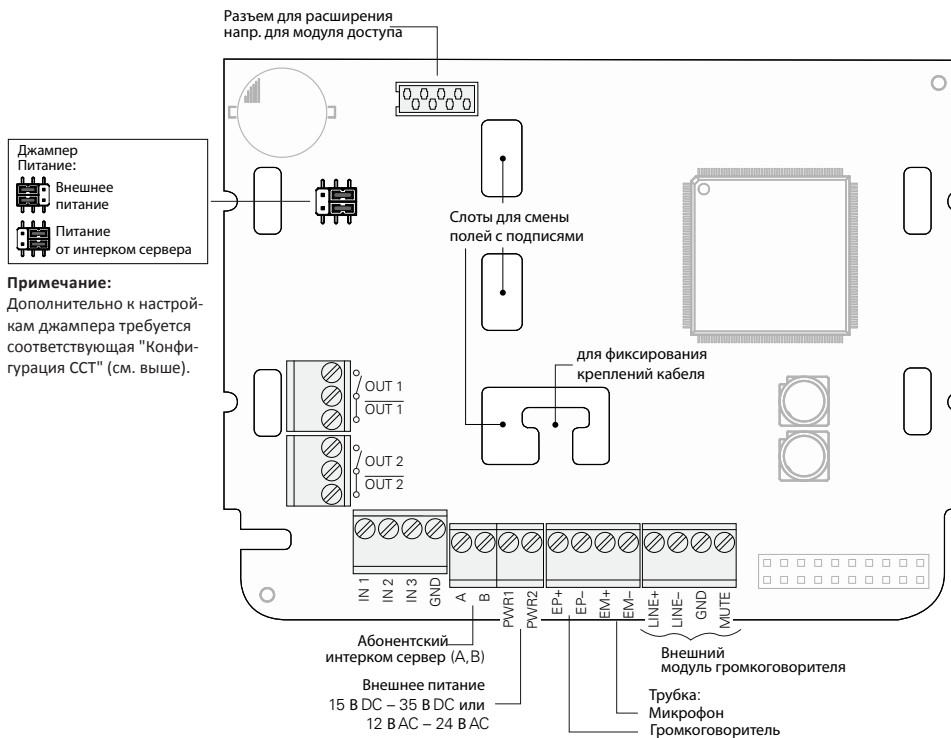 Разъем для расширения
напр. для модуля доступа
Джампер
Питание:
Внешнее
питание
Питание
от интерком сервера
Примечание:
Дополнительно к настрой-
кам джампера требуется
соответствующая "Конфи-
гурация ССТ" (см. выше).
Слоты для смены
полей с подписями
для фиксирования
креплений кабеля
OUT 1
OUT 1
OUT 2
OUT 2
IN 1
IN 2
IN 3
GND
A
B
PWR1
PWR2
EP+
EP–
EM+
EM–
LINE+
LINE–
GND
MUTE
Абонентский
интерком сервер (A,B)
Внешнее питание
15 В DC – 35 В DC или
12 В AC – 24 В AC
Внешний
модуль громкоговорителя
Трубка:
Микрофон
Громкоговоритель